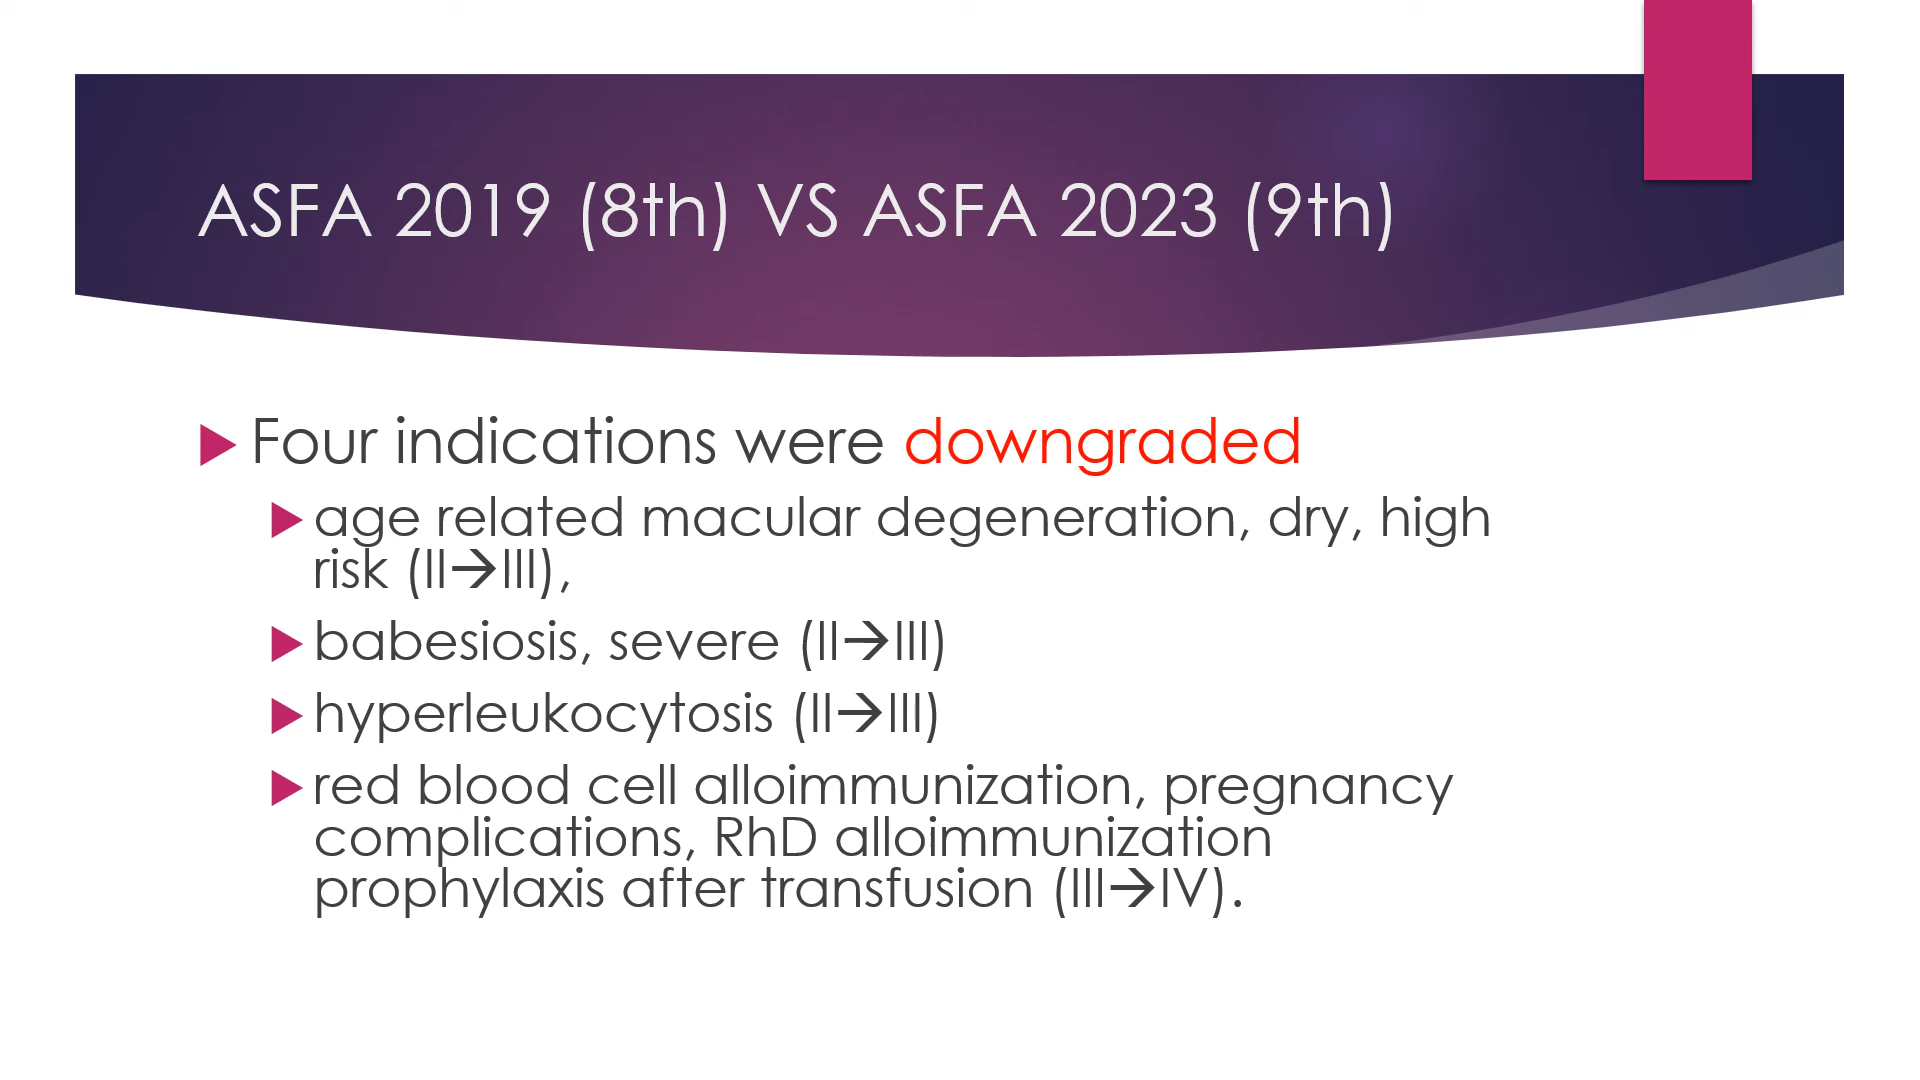 ASFA 2019 (8th) VS ASFA 2023 (9th)
Four indications were downgraded
age related macular degeneration, dry, high
risk (II→III),
babesiosis, severe (II→III)
hyperleukocytosis (II→III)
red blood cell alloimmunization, pregnancy
complications, RhD alloimmunization
prophylaxis after transfusion (III→IV).